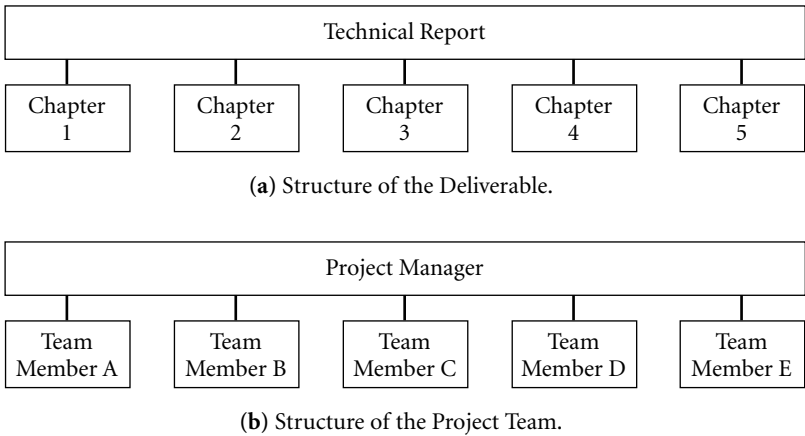 Technical Report
Chapter
1
Chapter
2
Chapter
3
Chapter
4
Chapter
5
(a) Structure of the Deliverable.
Project Manager
Team
Member A
Team
Member B
Team
Member C
Team
Member D
Team
Member E
(b) Structure of the Project Team.